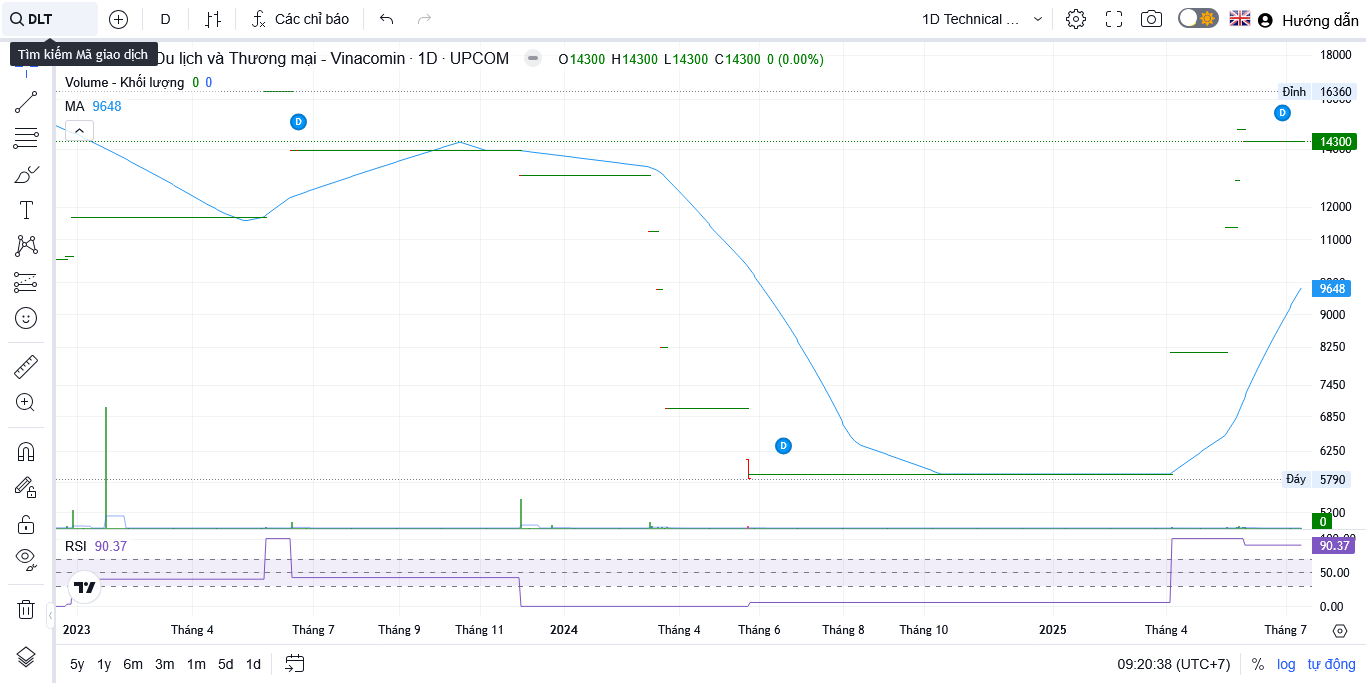 DLT
D
Các chỉ báo
1D Technical ...
Hướng dẫn
Tìm kiếm Mã giao dịch
Du lịch và Thương mại - Vinacomin · 1D · UPCOM
O14300 H14300 L14300 C14300 0 (0.00%)
Volume - Khối lượng 0 0
MA 9648
18000
Đỉnh 16360
D
D
14300
12000
11000
9648
9000
8250
7450
6850
D
6250
Đáy 5790
5300
0
RSI 90.37
90.37
50.00
0.00
2023 Tháng 4 Tháng 7 Tháng 9 Tháng 11 2024 Tháng 4 Tháng 6 Tháng 8 Tháng 10 2025 Tháng 4 Tháng 7
5y 1y 6m 3m 1m 5d 1d
09:20:38 (UTC+7) % log tự động